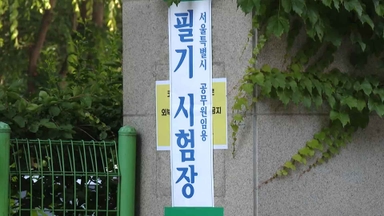 서울특별시 공무원임용
필기 시험장